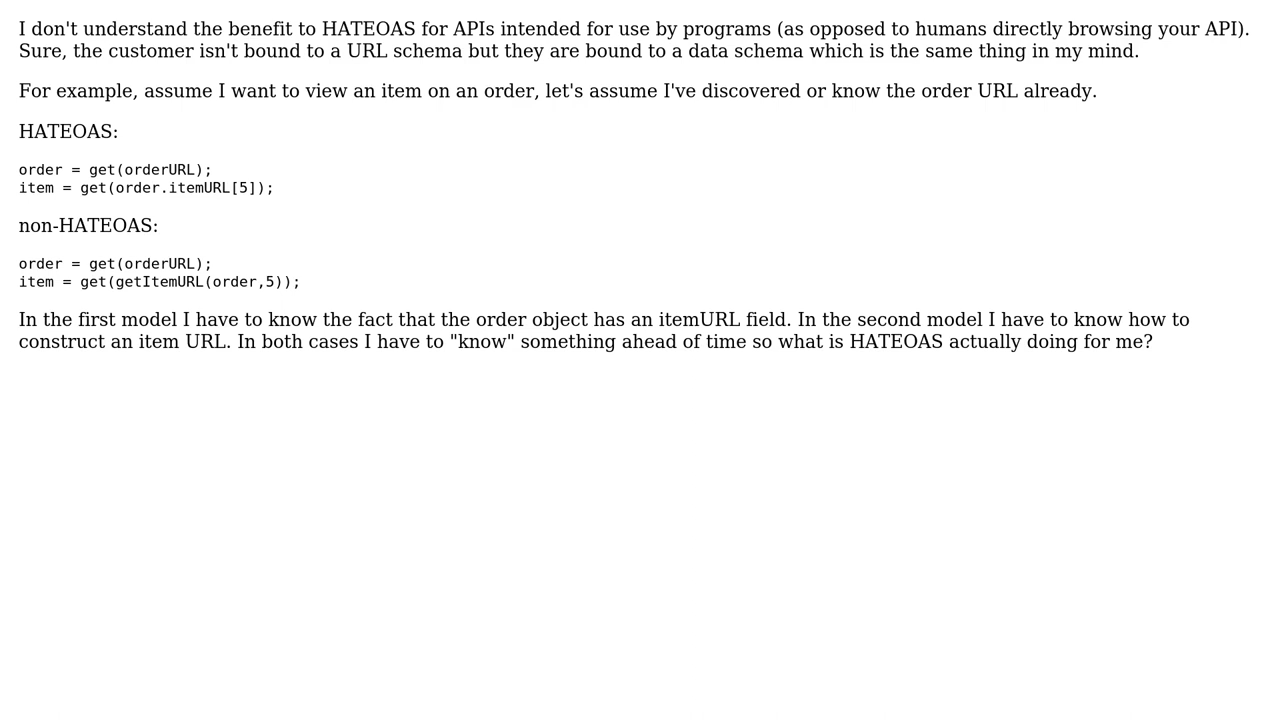 I don't understand the benefit to HATEOAS for APIs intended for use by programs (as opposed to humans directly browsing your API).
Sure, the customer isn't bound to a URL schema but they are bound to a data schema which is the same thing in my mind.
For example, assume I want to view an item on an order, let's assume I've discovered or know the order URL already.
HATEOAS:
order = get(orderURL);
item = get(order.itemURL[5]);
non-HATEOAS:
order = get(orderURL);
item = get(getItemURL(order,5));
In the first model I have to know the fact that the order object has an itemURL field. In the second model I have to know how to
construct an item URL. In both cases I have to "know" something ahead of time so what is HATEOAS actually doing for me?